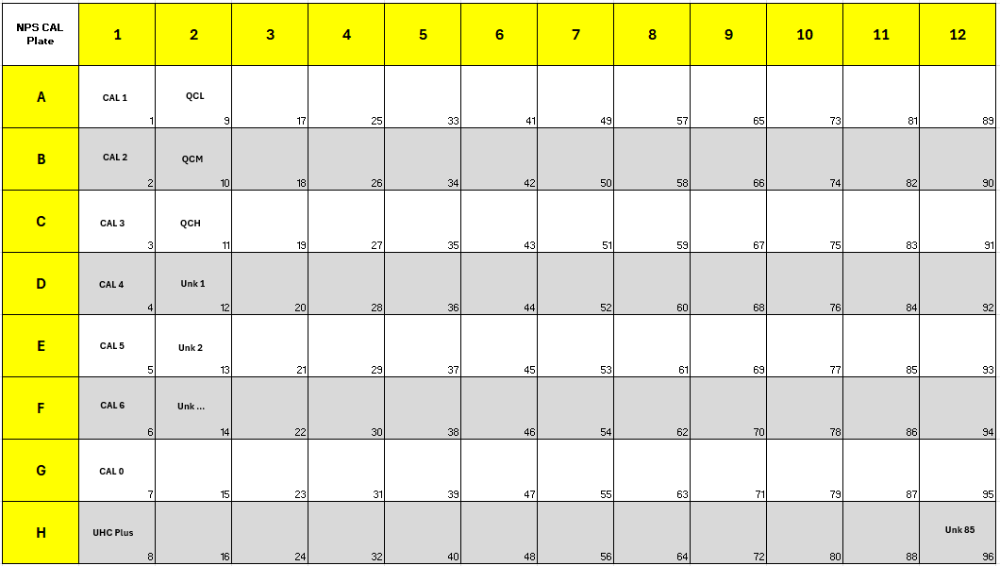 NPS CAL
Plate
1 2 3 4 5 6 7 8 9 10 11 12
A CAL 1 QCL
1 9 17 25 33 41 49 57 65 73 81 89
B CAL 2 QCM
2 10 18 26 34 42 50 58 66 74 82 90
C CAL 3 QCH
3 11 19 27 35 43 51 59 67 75 83 91
D CAL 4 Unk 1
4 12 20 28 36 44 52 60 68 76 84 92
E CAL 5 Unk 2
5 13 21 29 37 45 53 61 69 77 85 93
F CAL 6 Unk ...
6 14 22 30 38 46 54 62 70 78 86 94
G CAL 0
7 15 23 31 39 47 55 63 71 79 87 95
H UHC Plus Unk 85
8 16 24 32 40 48 56 64 72 80 88 96